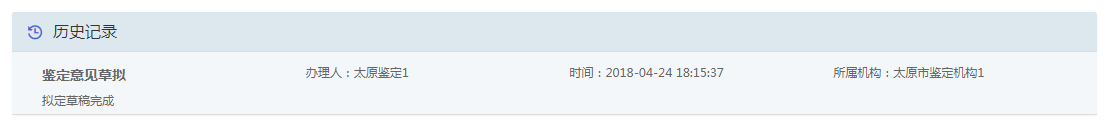 历史记录
鉴定意见草拟 办理人：太原鉴定1 时间：2018-04-24 18:15:37 所属机构：太原市鉴定机构1
拟定草稿完成